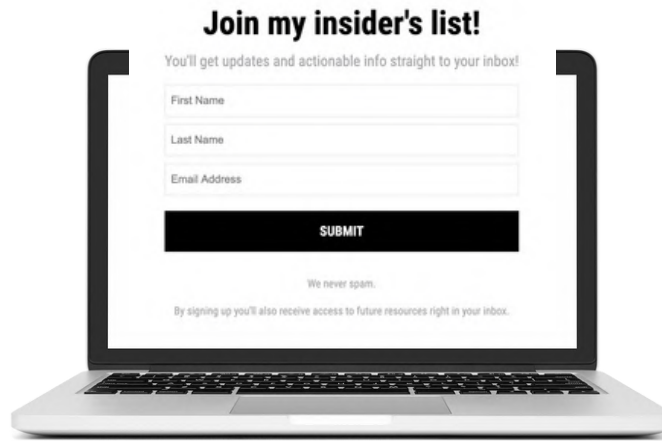 Join my insider's list!
You'll get updates and actionable info straight to your inbox!
First Name
Last Name
Email Address
SUBMIT
We never spam.
By signing up you'll also receive access to future resources right in your inbox.